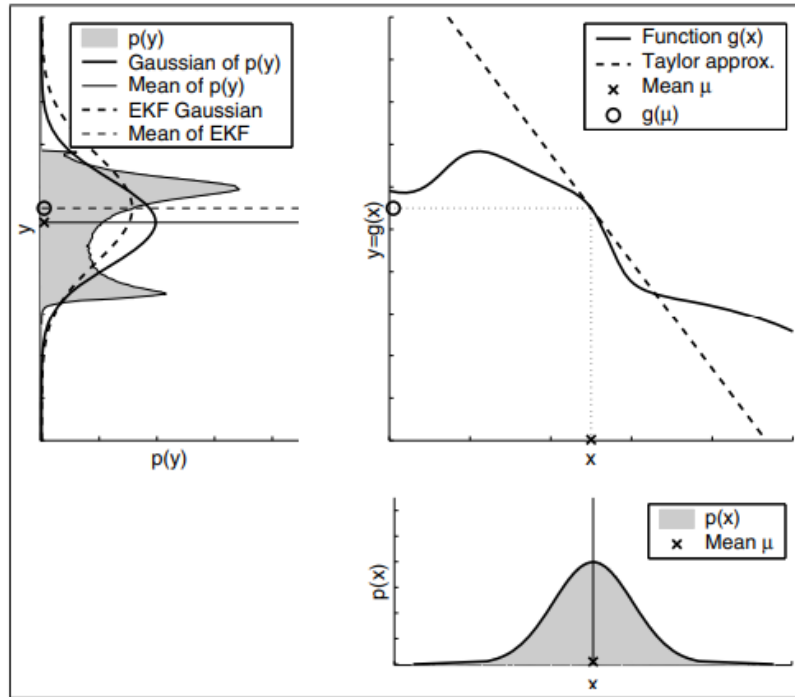 p(y)
Gaussian of p(y)
Mean of p(y)
EKF Gaussian
Mean of EKF
y
p(y)
Function g(x)
Taylor approx.
Mean μ
g(μ)
y=g(x)
x
p(x)
Mean μ
p(x)
x